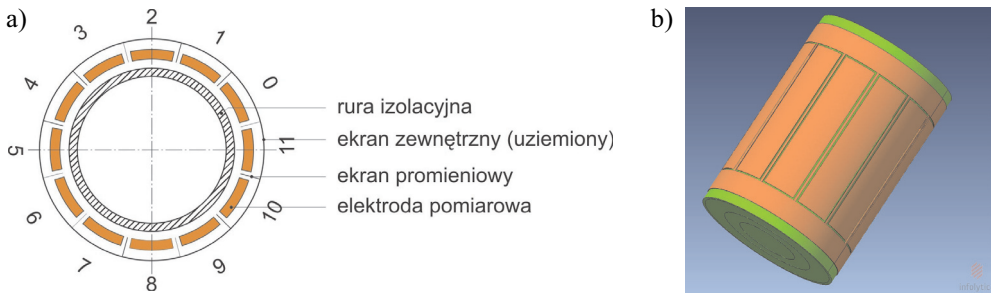 a)
2
3
1
4
0
5
11
6
10
7
9
8
rura izolacyjna
ekran zewnętrzny (uziemiony)
ekran promieniowy
elektroda pomiarowa
b)
infolytica